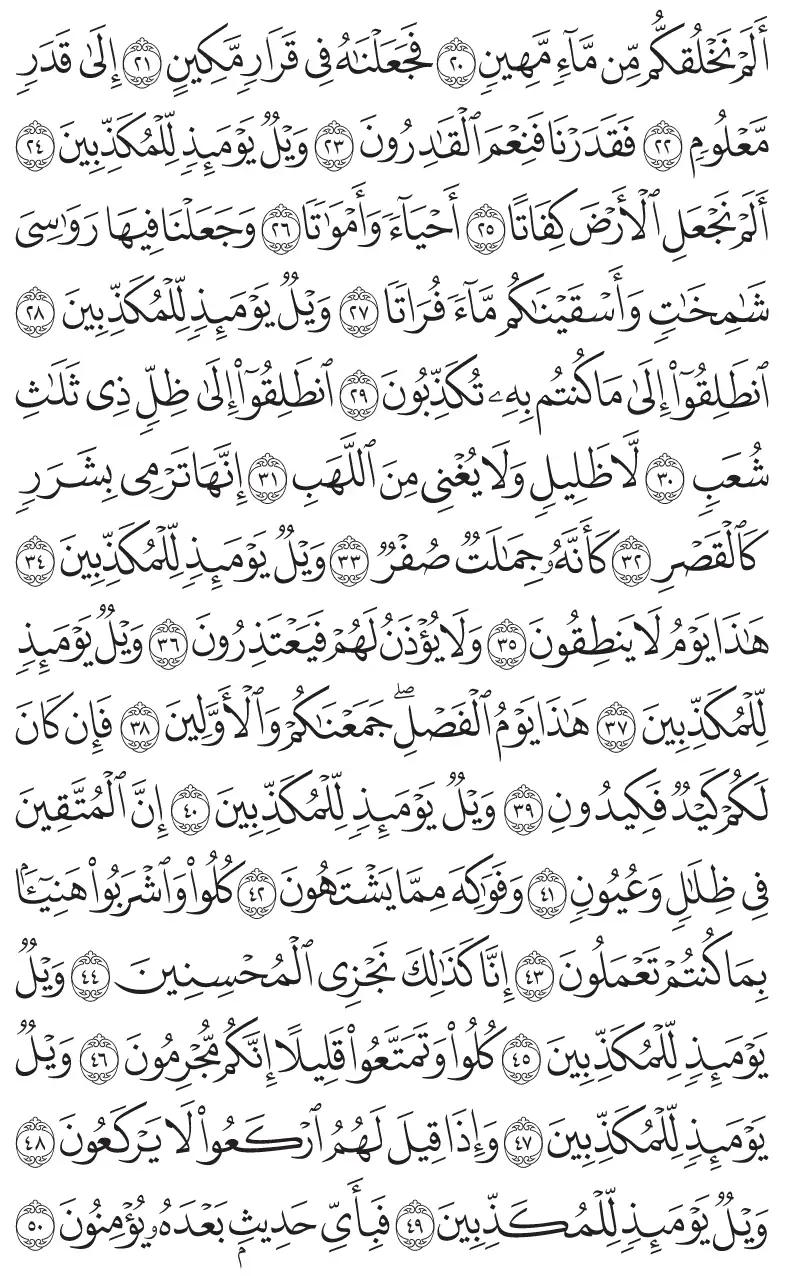 أَلَمْ نَخْلُقكُّم مِّن مَّآءٍ مَّهِينٍ ٢٠ فَجَعَلْنَٰهُ فِى قَرَارٍ مَّكِينٍ ٢١ إِلَىٰ قَدَرٍ
مَّعْلُومٍ ٢٢ فَقَدَرْنَا فَنِعْمَ ٱلْقَٰدِرُونَ ٢٣ وَيْلٌ يَوْمَئِذٍ لِّلْمُكَذِّبِينَ ٢٤
أَلَمْ نَجْعَلِ ٱلْأَرْضَ كِفَاتًا ٢٥ أَحْيَآءً وَأَمْوَٰتًا ٢٦ وَجَعَلْنَا فِيهَا رَوَٰسِىَ
شَٰمِخَٰتٍ وَأَسْقَيْنَٰكُم مَّآءً فُرَاتًا ٢٧ وَيْلٌ يَوْمَئِذٍ لِّلْمُكَذِّبِينَ ٢٨
ٱنطَلِقُوٓا۟ إِلَىٰ مَا كُنتُم بِهِۦ تُكَذِّبُونَ ٢٩ ٱنطَلِقُوٓا۟ إِلَىٰ ظِلٍّ ذِى ثَلَٰثِ
شُعَبٍ ٣٠ لَّا ظَلِيلٍ وَلَا يُغْنِى مِنَ ٱللَّهَبِ ٣١ إِنَّهَا تَرْمِى بِشَرَرٍ
كَٱلْقَصْرِ ٣٢ كَأَنَّهُۥ جِمَٰلَتٌ صُفْرٌ ٣٣ وَيْلٌ يَوْمَئِذٍ لِّلْمُكَذِّبِينَ ٣٤
هَٰذَا يَوْمُ لَا يَنطِقُونَ ٣٥ وَلَا يُؤْذَنُ لَهُمْ فَيَعْتَذِرُونَ ٣٦ وَيْلٌ يَوْمَئِذٍ
لِّلْمُكَذِّبِينَ ٣٧ هَٰذَا يَوْمُ ٱلْفَصْلِ ۖ جَمَعْنَٰكُمْ وَٱلْأَوَّلِينَ ٣٨ فَإِن كَانَ
لَكُمْ كَيْدٌ فَكِيدُونِ ٣٩ وَيْلٌ يَوْمَئِذٍ لِّلْمُكَذِّبِينَ ٤٠ إِنَّ ٱلْمُتَّقِينَ
فِى ظِلَٰلٍ وَعُيُونٍ ٤١ وَفَوَٰكِهَ مِمَّا يَشْتَهُونَ ٤٢ كُلُوا۟ وَٱشْرَبُوا۟ هَنِيٓـًٔۢا
بِمَا كُنتُمْ تَعْمَلُونَ ٤٣ إِنَّا كَذَٰلِكَ نَجْزِى ٱلْمُحْسِنِينَ ٤٤ وَيْلٌ
يَوْمَئِذٍ لِّلْمُكَذِّبِينَ ٤٥ كُلُوا۟ وَتَمَتَّعُوا۟ قَلِيلًا إِنَّكُم مُّجْرِمُونَ ٤٦ وَيْلٌ
يَوْمَئِذٍ لِّلْمُكَذِّبِينَ ٤٧ وَإِذَا قِيلَ لَهُمُ ٱرْكَعُوا۟ لَا يَرْكَعُونَ ٤٨
وَيْلٌ يَوْمَئِذٍ لِّلْمُكَذِّبِينَ ٤٩ فَبِأَىِّ حَدِيثٍۭ بَعْدَهُۥ يُؤْمِنُونَ ٥٠